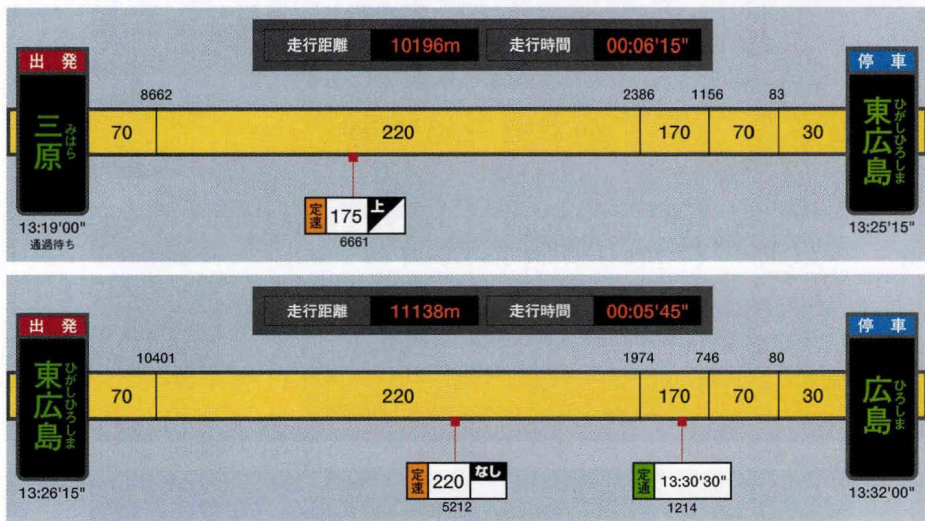 走行距離 10196m 走行時間 00:06'15"
出発
停車
8662 2386 1156 83
三原
みはら
70 220 170 70 30
東広島
ひがしひろしま
定速 175 上
6661
13:19'00"
通過待ち
13:25'15"
走行距離 11138m 走行時間 00:05'45"
出発
停車
10401 1974 746 80
東広島
ひがしひろしま
70 220 170 70 30
広島
ひろしま
定速 220 なし
5212
定通 13:30'30"
1214
13:26'15"
13:32'00"